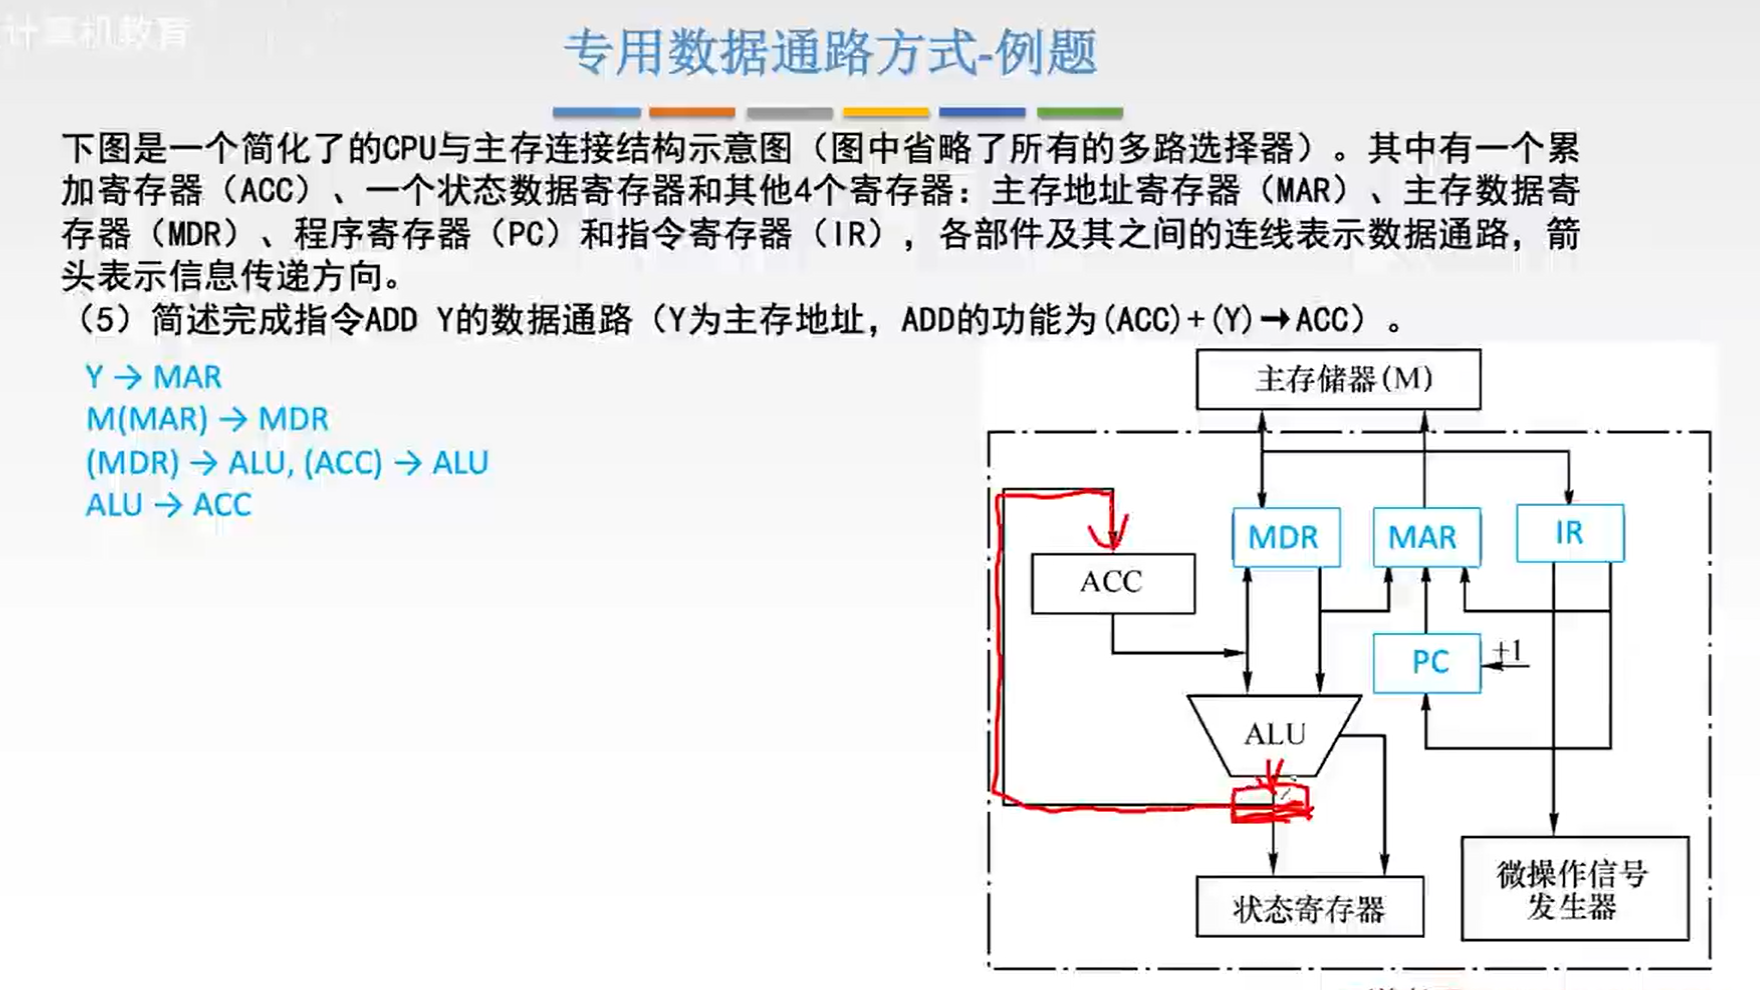 计算机教育
专用数据通路方式-例题
下图是一个简化了的CPU与主存连接结构示意图（图中省略了所有的多路选择器）。其中有一个累
加寄存器（ACC）、一个状态数据寄存器和其他4个寄存器：主存地址寄存器（MAR）、主存数据寄
存器（MDR）、程序寄存器（PC）和指令寄存器（IR），各部件及其之间的连线表示数据通路，箭
头表示信息传递方向。
（5）简述完成指令ADD Y的数据通路（Y为主存地址，ADD的功能为(ACC)+(Y)→ACC）。
Y → MAR
M(MAR) → MDR
(MDR) → ALU, (ACC) → ALU
ALU → ACC
主存储器(M)
MDR
MAR
IR
ACC
PC
+1
ALU
状态寄存器
微操作信号
发生器